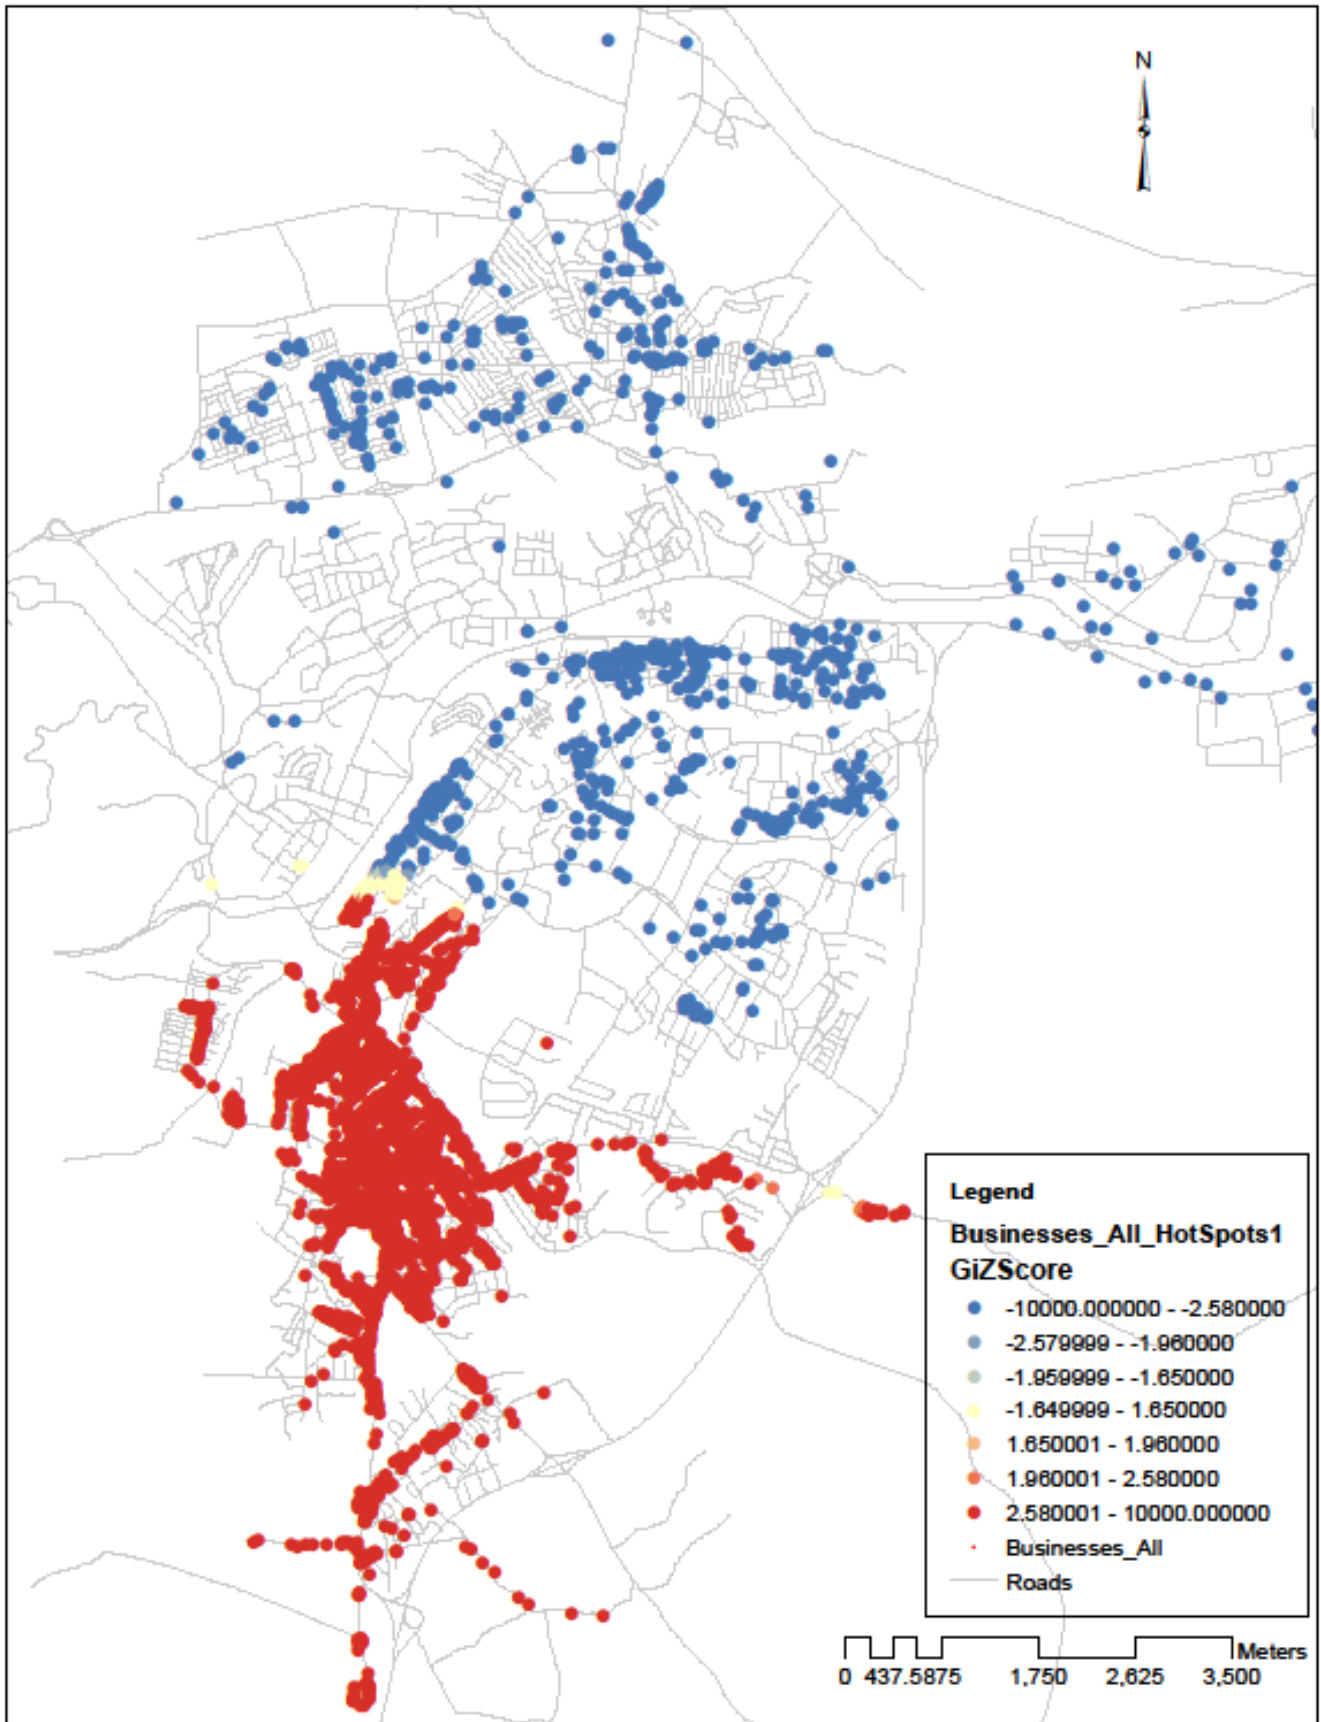 N
Legend
Businesses_All_HotSpots1
GiZScore
-10000.000000 - -2.580000
-2.579999 - -1.960000
-1.959999 - -1.650000
-1.649999 - 1.650000
1.650001 - 1.960000
1.960001 - 2.580000
2.580001 - 10000.000000
Businesses_All
Roads
Meters
0 437.5875 1,750 2,625 3,500